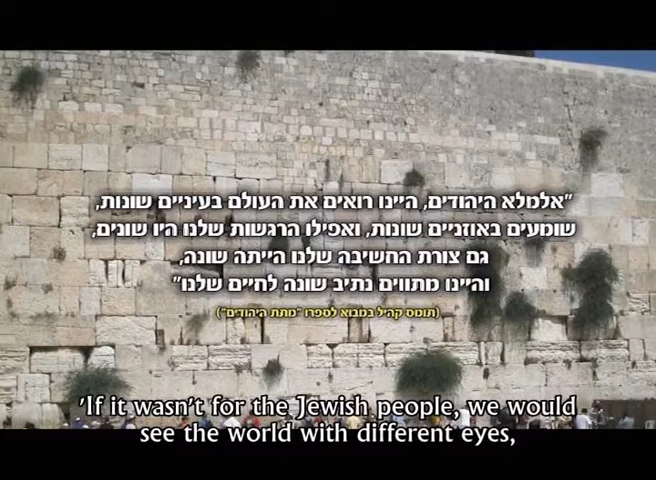 "אלמלא היהודים, היינו רואים את העולם בעיניים שונות,
שומעים באוזניים שונות, ואפילו הרגשות שלנו היו שונים,
גם צורת החשיבה שלנו הייתה שונה,
והיינו מתווים נתיב שונה לחיים שלנו"
(תומס קהיל במבוא לספרו "מתת היהודים")
'If it wasn't for the Jewish people, we would
see the world with different eyes,